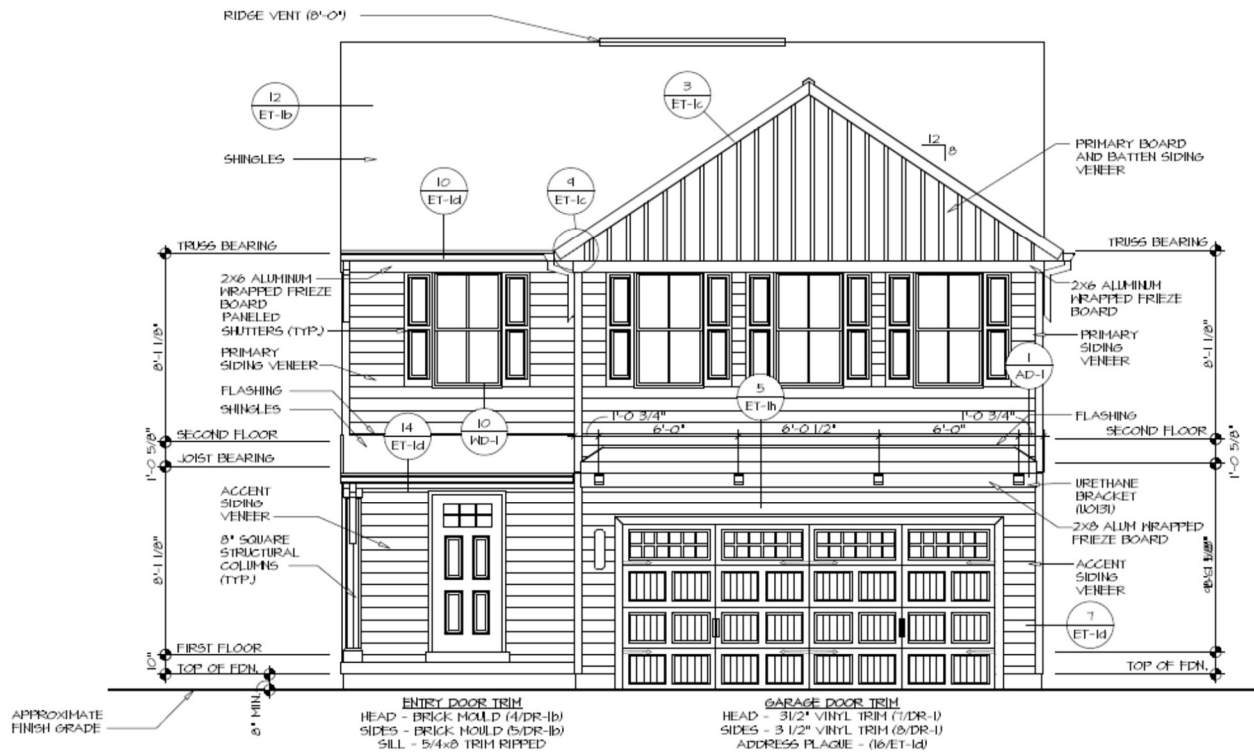 RIDGE VENT (8'-0")
12
ET-1b
3
ET-1c
12
8
SHINGLES
PRIMARY BOARD
AND BATTEN SIDING
VENEER
10
ET-1d
9
ET-1c
TRUSS BEARING
TRUSS BEARING
2X6 ALUMINUM
WRAPPED FRIEZE
BOARD
PANELED
SHUTTERS (TYP.)
2X6 ALUMINUM
WRAPPED FRIEZE
BOARD
8'-1 1/8"
8'-1 1/8"
PRIMARY
SIDING VENEER
PRIMARY
SIDING
VENEER
1
AD-1
5
ET-1h
FLASHING
SHINGLES
14
ET-1d
10
WD-1
1'-0 3/4"
6'-0"
6'-0 1/2"
6'-0"
1'-0 3/4"
FLASHING
SECOND FLOOR
SECOND FLOOR
1'-0 5/8"
1'-0 5/8"
JOIST BEARING
ACCENT
SIDING
VENEER
URETHANE
BRACKET
(UO131)
2X8 ALUM WRAPPED
FRIEZE BOARD
8" SQUARE
STRUCTURAL
COLUMNS
(TYP.)
8'-1 1/8"
ACCENT
SIDING
VENEER
7
ET-1d
FIRST FLOOR
10"
TOP OF FDN.
TOP OF FDN.
8" MIN.
APPROXIMATE
FINISH GRADE
ENTRY DOOR TRIM
HEAD - BRICK MOULD (4/DR-1b)
SIDES - BRICK MOULD (5/DR-1b)
SILL - 5/4x8 TRIM RIPPED
GARAGE DOOR TRIM
HEAD - 31/2" VINYL TRIM (7/DR-1)
SIDES - 3 1/2" VINYL TRIM (8/DR-1)
ADDRESS PLAQUE - (16/ET-1d)